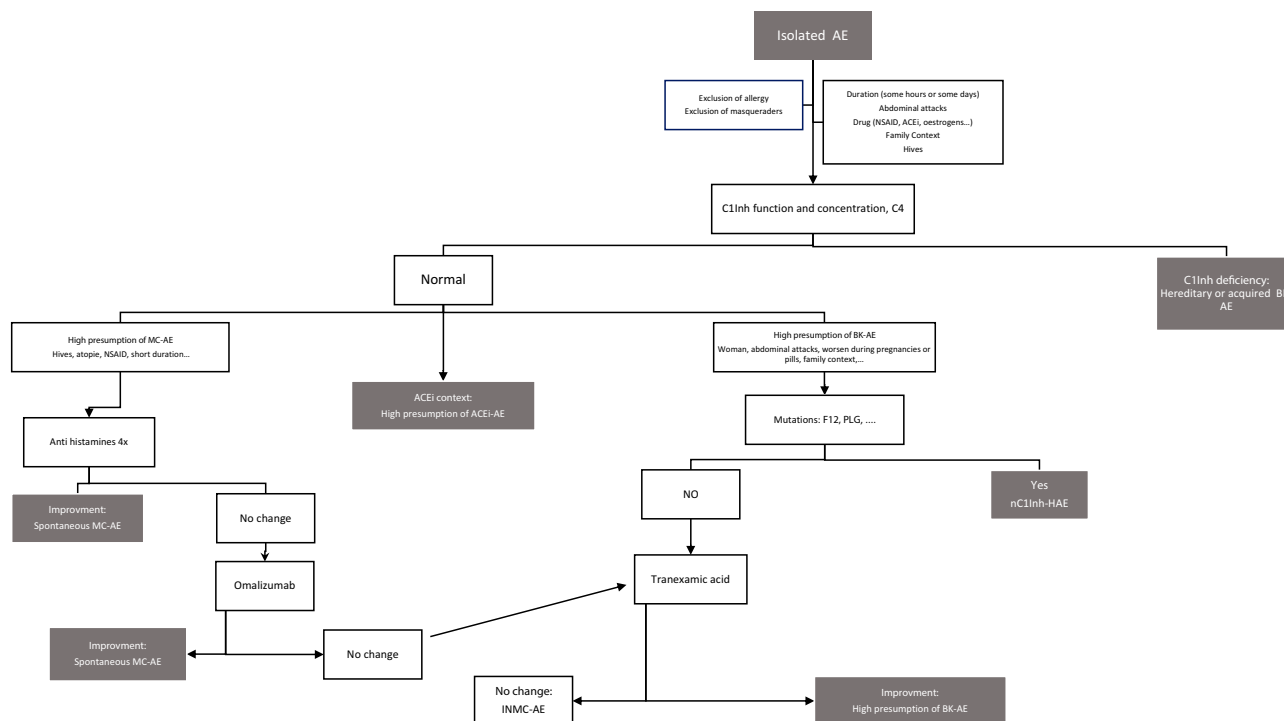 Isolated AE
Exclusion of allergy
Exclusion of masqueraders
Duration (some hours or some days)
Abdominal attacks
Drug (NSAID, ACEi, oestrogens...)
Family Context
Hives
C1Inh function and concentration, C4
Normal
C1Inh deficiency:
Hereditary or acquired
AE
High presumption of MC-AE
Hives, atopie, NSAID, short duration...
High presumption of BK-AE
Woman, abdominal attacks, worsen during pregnancies or
pills, family context,...
ACEi context:
High presumption of ACEi-AE
Mutations: F12, PLG, ....
Anti histamines 4x
NO
Yes
nC1Inh-HAE
Improvment:
Spontaneous MC-AE
No change
Omalizumab
Tranexamic acid
Improvment:
Spontaneous MC-AE
No change
No change:
INMC-AE
Improvment:
High presumption of BK-AE